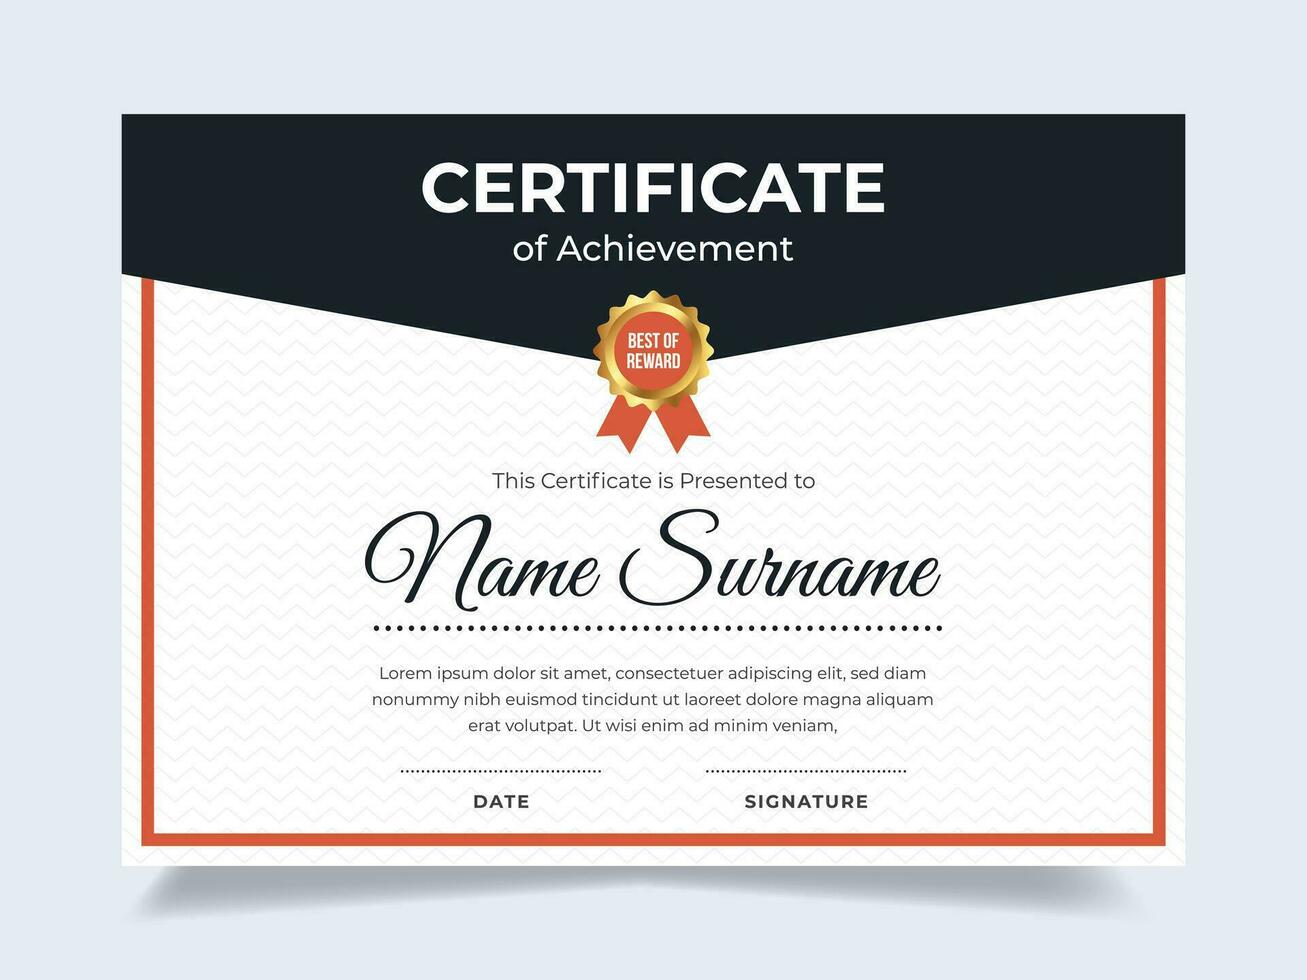 CERTIFICATE
of Achievement
BEST OF
REWARD
This Certificate is Presented to
Name Surname
Lorem ipsum dolor sit amet, consectetuer adipiscing elit, sed diam
nonummy nibh euismod tincidunt ut laoreet dolore magna aliquam
erat volutpat. Ut wisi enim ad minim veniam,
DATE
SIGNATURE